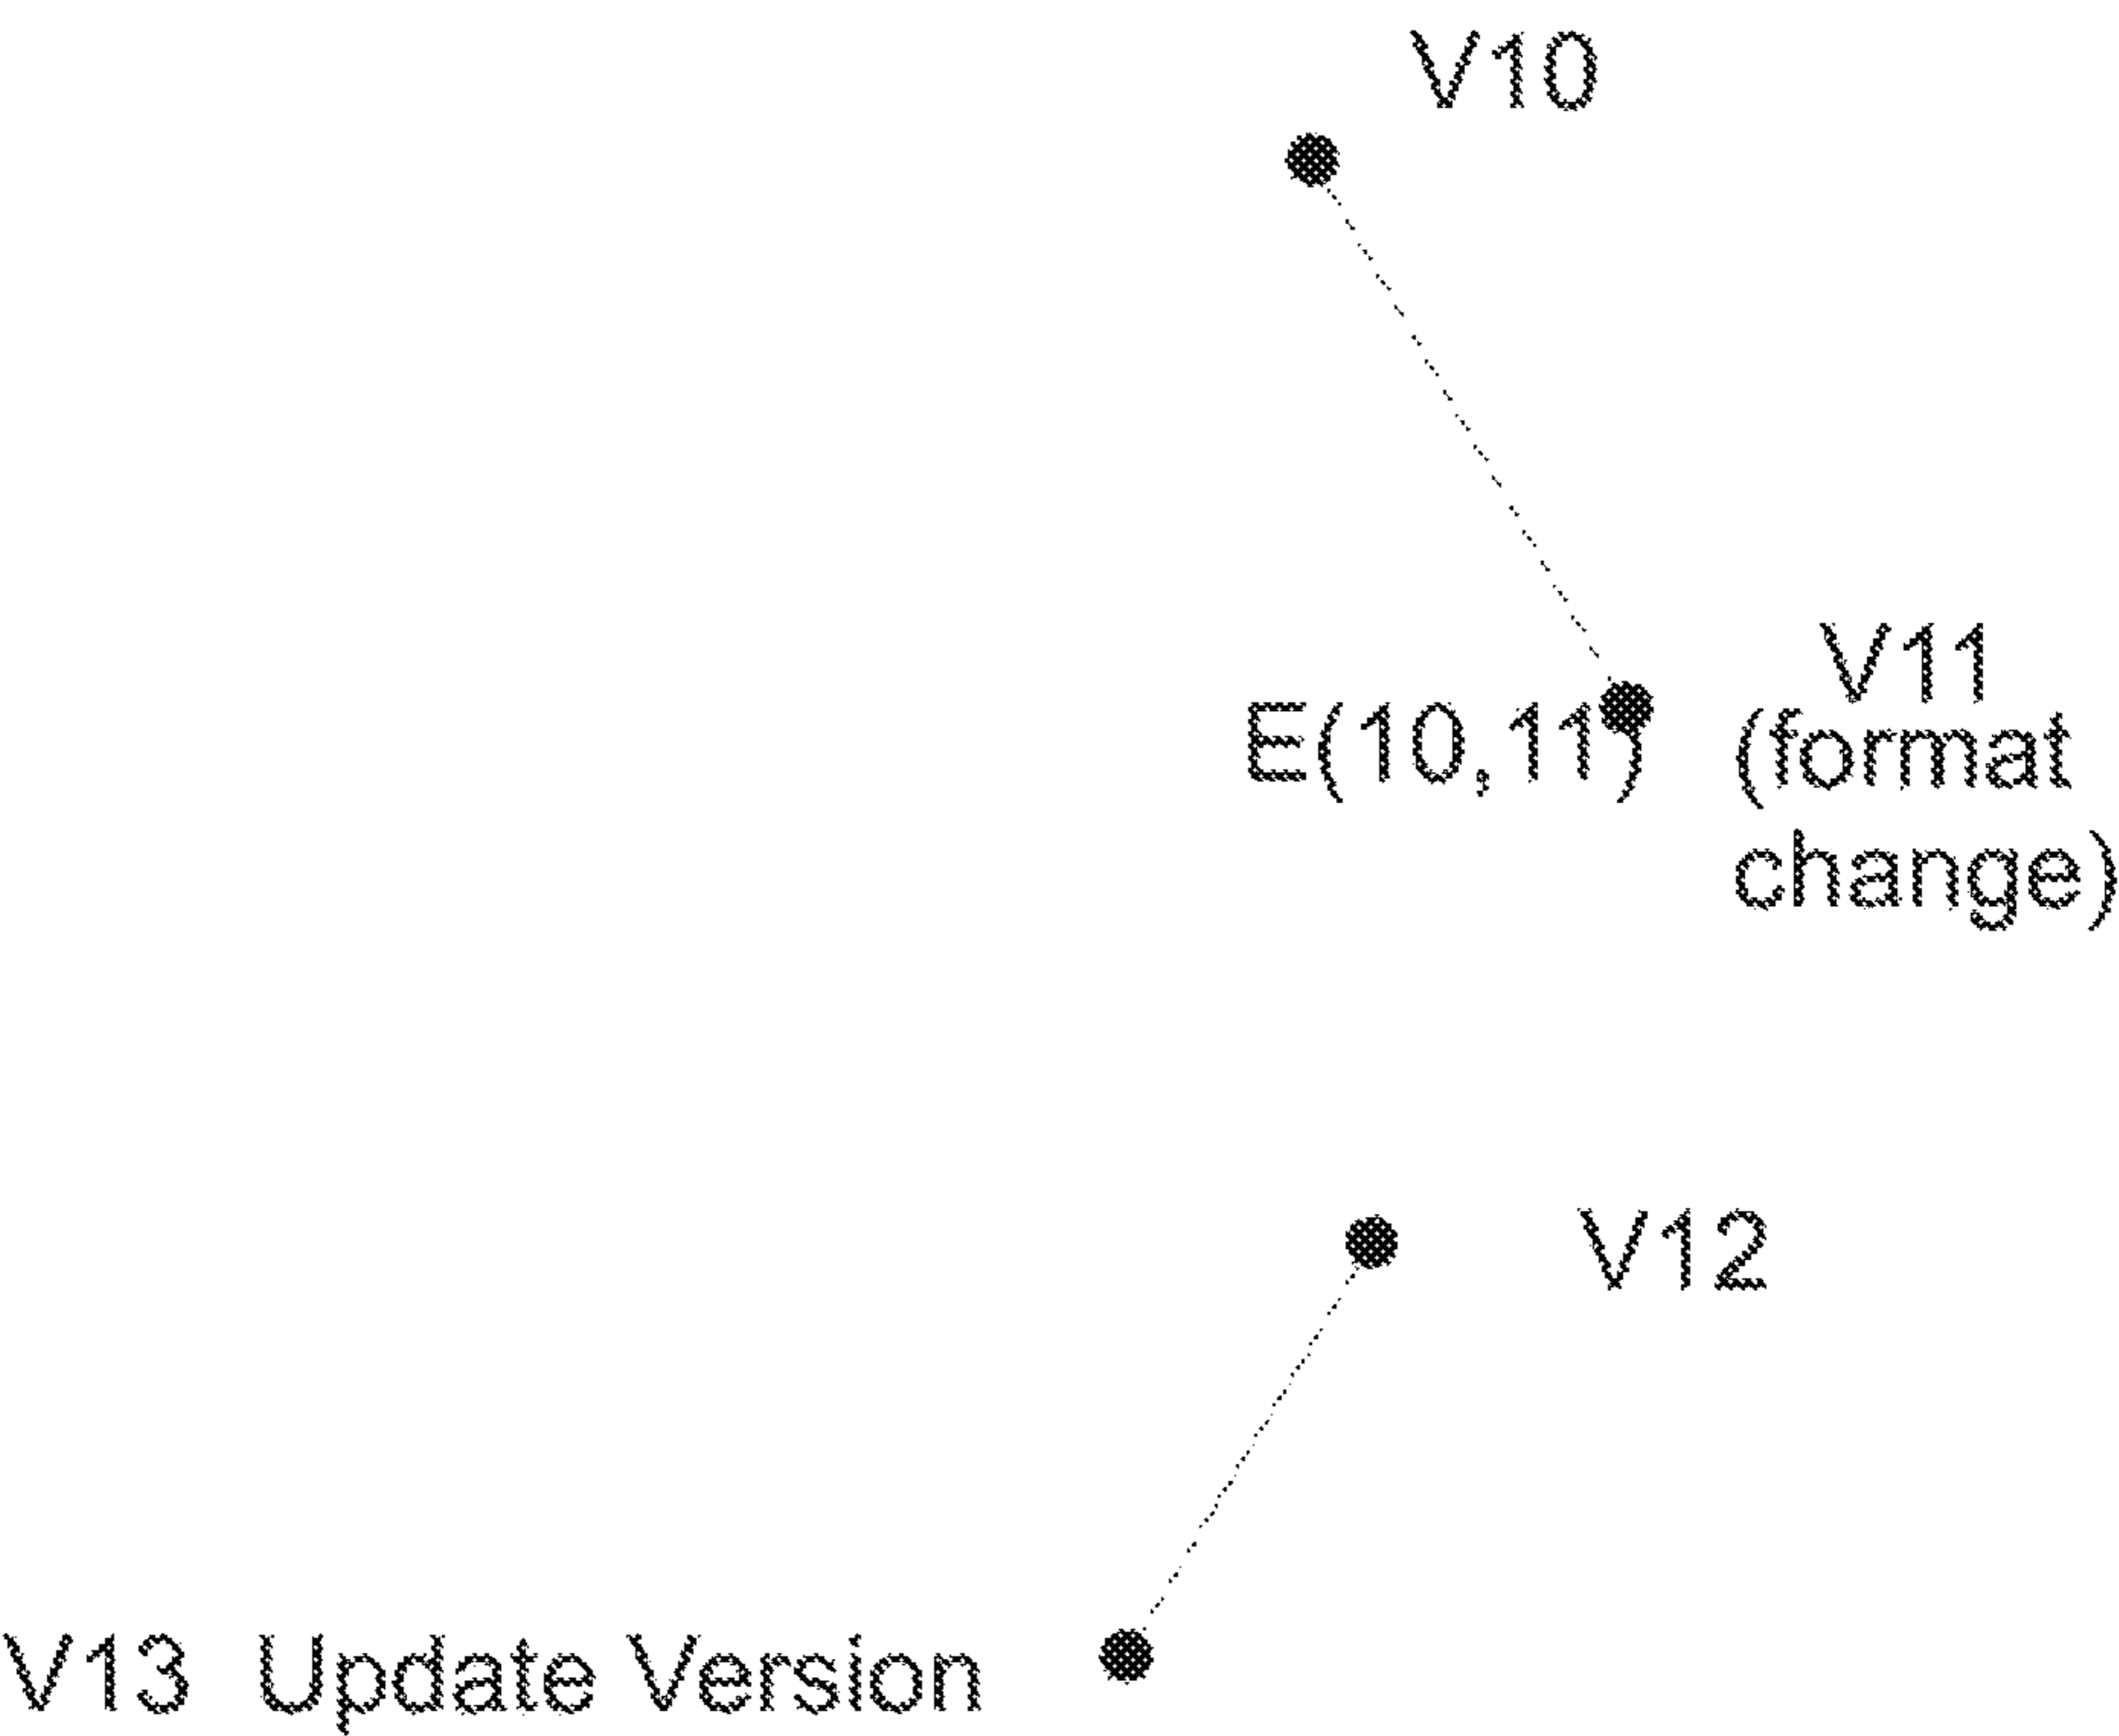 V10
V11
E(10,11)
(format
change)
V12
V13 Update Version